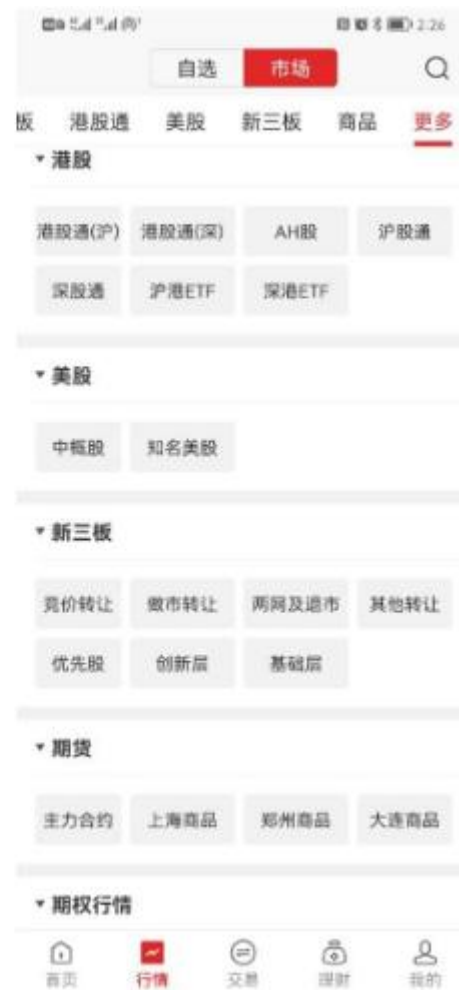 2:26
自选 市场
板 港股通 美股 新三板 商品 更多
港股
港股通(沪) 港股通(深) AH股 沪股通
深股通 沪港ETF 深港ETF
美股
中概股 知名美股
新三板
竞价转让 做市转让 两网及退市 其他转让
优先股 创新层 基础层
期货
主力合约 上海商品 郑州商品 大连商品
期权行情
首页 行情 交易 理财 我的